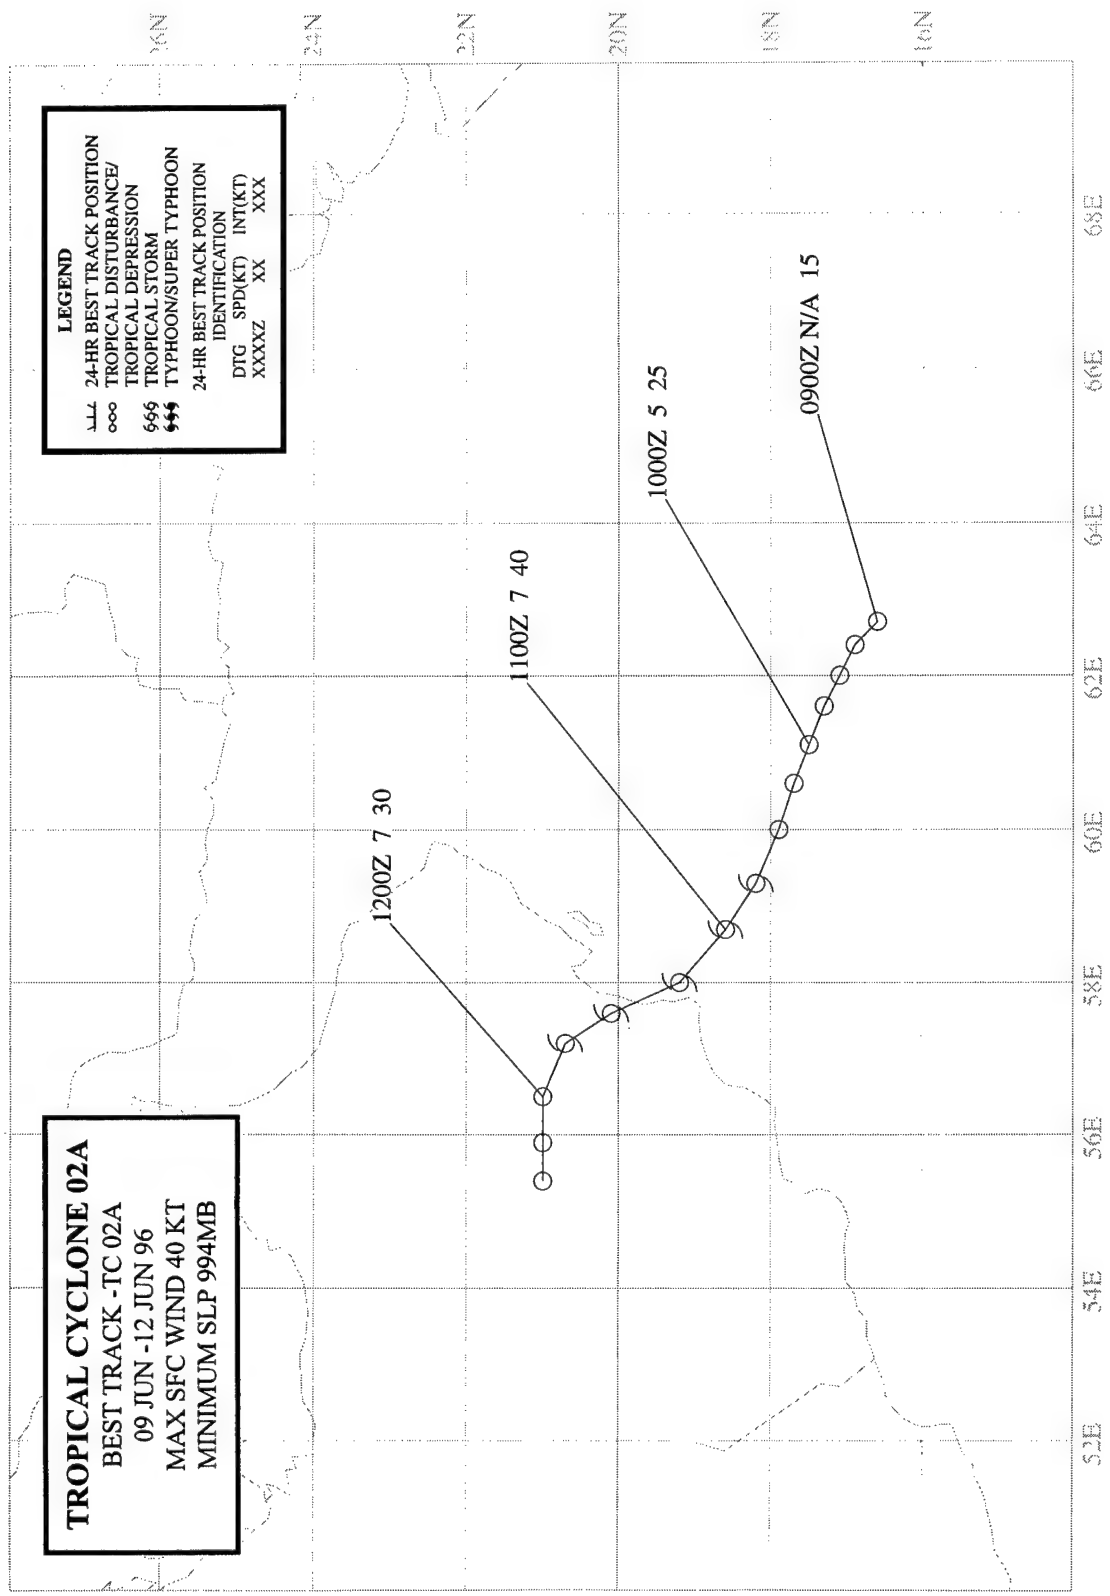 TROPICAL CYCLONE 02A
BEST TRACK -TC 02A
09 JUN -12 JUN 96
MAX SFC WIND 40 KT
MINIMUM SLP 994MB
LEGEND
24-HR BEST TRACK POSITION
TROPICAL DISTURBANCE/
TROPICAL DEPRESSION
TROPICAL STORM
TYPHOON/SUPER TYPHOON
24-HR BEST TRACK POSITION
IDENTIFICATION
DTG SPD(KT) INT(KT)
XXXXZ XX XXX
26N
24N
22N
20N
18N
16N
1200Z 7 30
1100Z 7 40
1000Z 5 25
0900Z N/A 15
52E
54E
56E
58E
60E
62E
64E
66E
68E